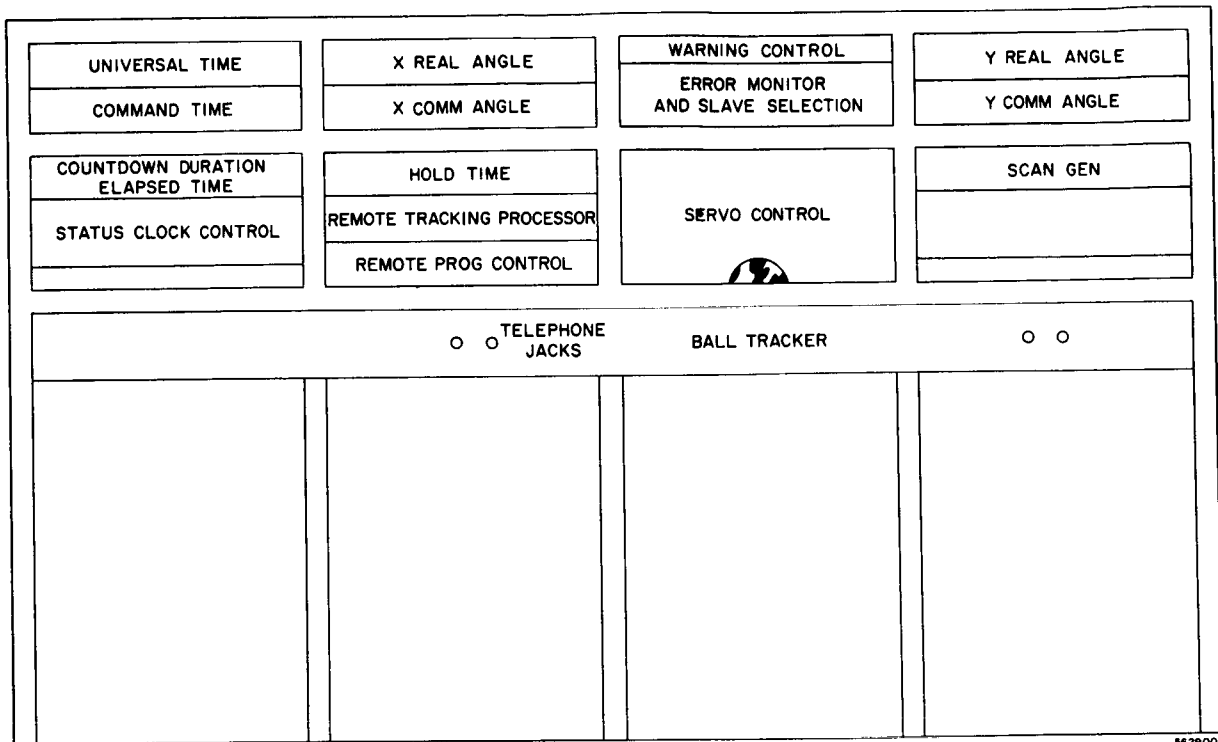 UNIVERSAL TIME
COMMAND TIME
X REAL ANGLE
X COMM ANGLE
WARNING CONTROL
ERROR MONITOR
AND SLAVE SELECTION
Y REAL ANGLE
Y COMM ANGLE
COUNTDOWN DURATION
ELAPSED TIME
STATUS CLOCK CONTROL
HOLD TIME
REMOTE TRACKING PROCESSOR
REMOTE PROG CONTROL
SERVO CONTROL
SCAN GEN
TELEPHONE
JACKS
BALL TRACKER